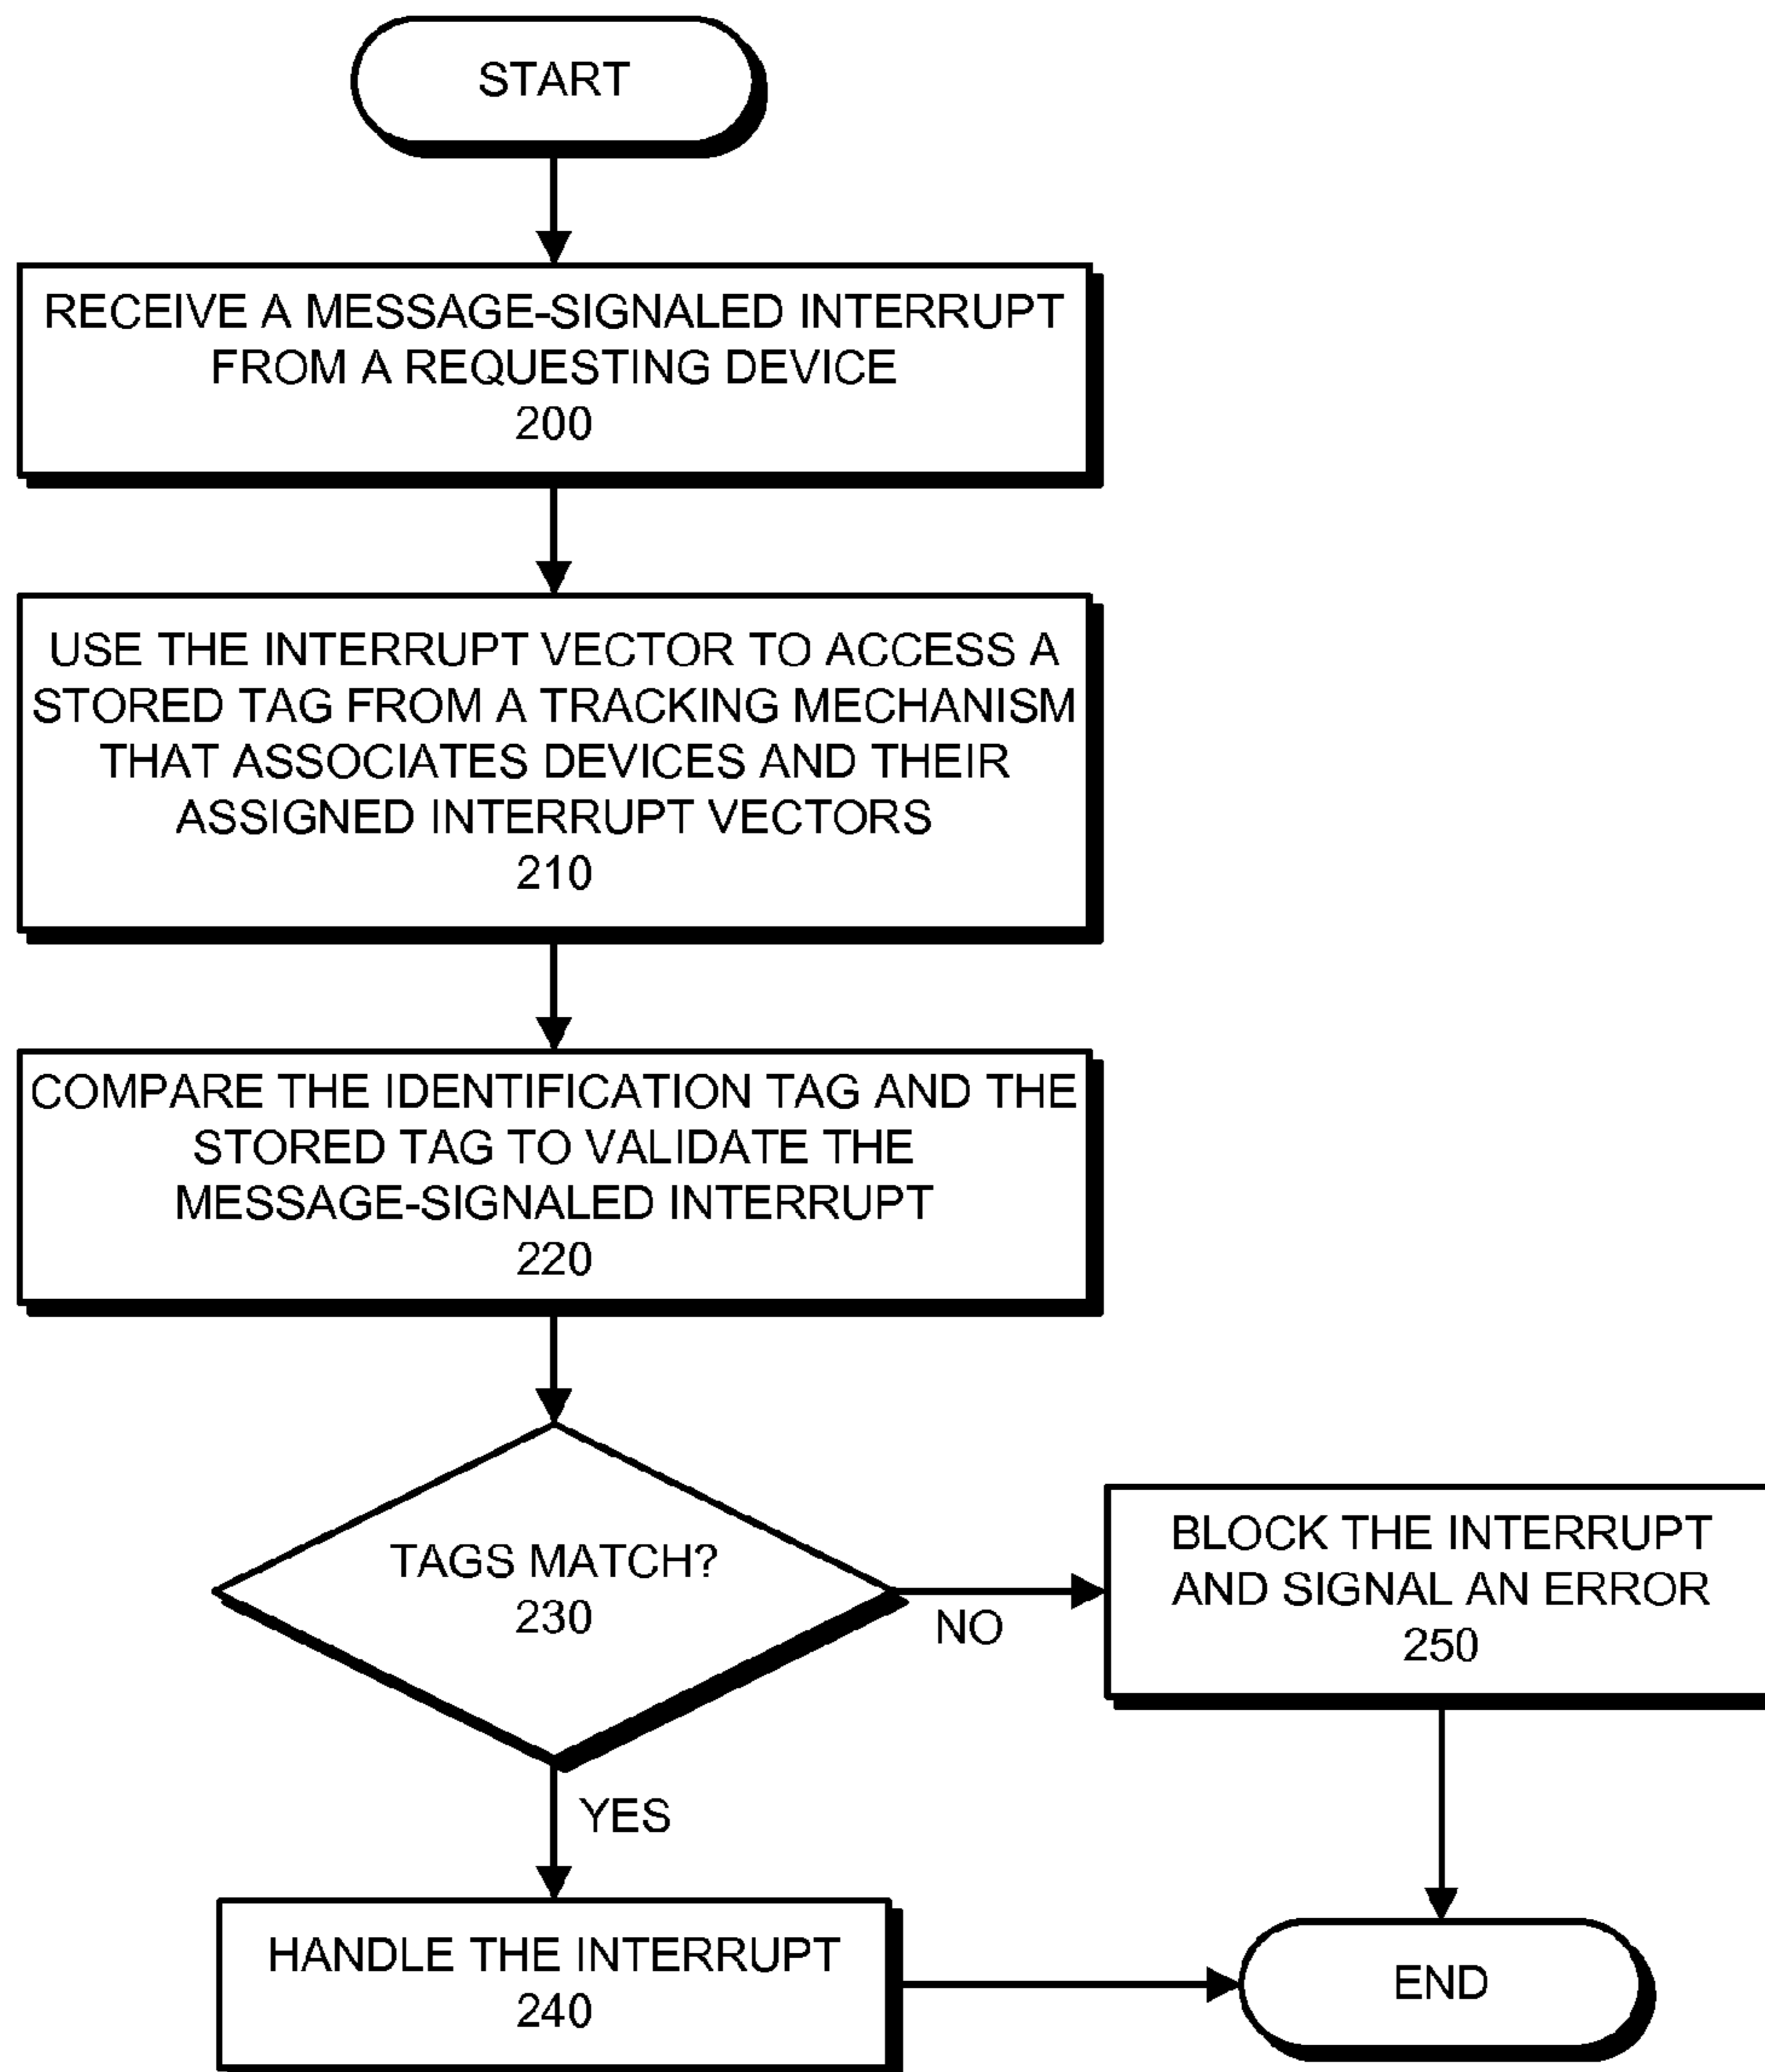 START
RECEIVE A MESSAGE-SIGNALED INTERRUPT
FROM A REQUESTING DEVICE
200
USE THE INTERRUPT VECTOR TO ACCESS A
STORED TAG FROM A TRACKING MECHANISM
THAT ASSOCIATES DEVICES AND THEIR
ASSIGNED INTERRUPT VECTORS
210
COMPARE THE IDENTIFICATION TAG AND THE
STORED TAG TO VALIDATE THE
MESSAGE-SIGNALED INTERRUPT
220
TAGS MATCH?
230
NO
BLOCK THE INTERRUPT
AND SIGNAL AN ERROR
250
YES
HANDLE THE INTERRUPT
240
END